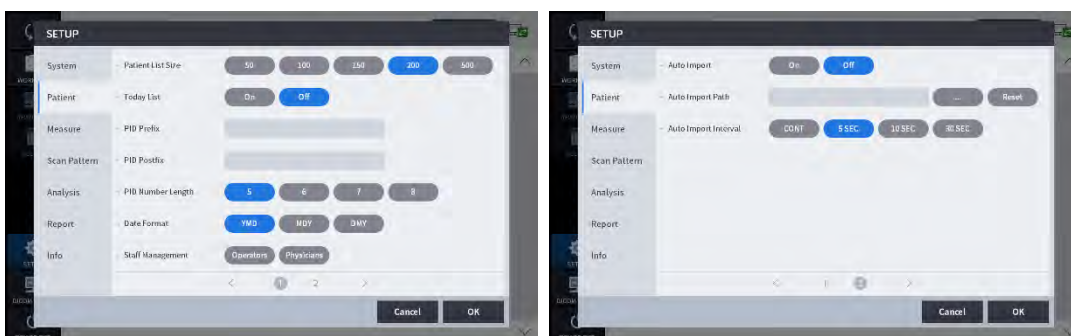 SETUP
System
Patient List Size 50 100 150 200 500
Patient
Today List On Off
Measure
PID Prefix
Scan Pattern
PID Postfix
Analysis
PID Number Length 5 6 7 8
Report
Date Format YMD MDY DMY
Info
Staff Management Operators Physicians
< 1 2 >
Cancel OK
SETUP
System
Auto Import On Off
Patient
Auto Import Path ... Reset
Measure
Auto Import Interval CONT 5 SEC 10 SEC 30 SEC
Scan Pattern
Analysis
Report
Info
< 1 2 >
Cancel OK